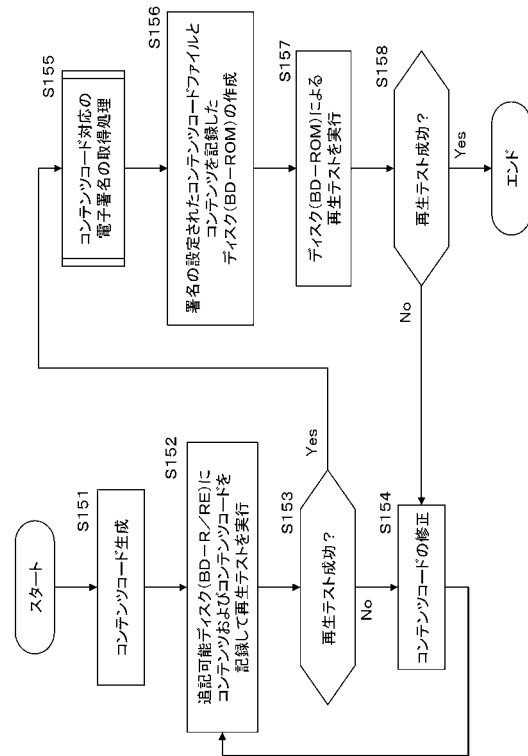 スタート
S151
コンテンツコード生成
S152
追記可能ディスク(BD－R／RE)に
コンテンツおよびコンテンツコードを
記録して再生テストを実行
S153
再生テスト成功？
Yes
No
S154
コンテンツコードの修正
S155
コンテンツコード対応の
電子署名の取得処理
S156
署名の設定されたコンテンツコードファイルと
コンテンツを記録した
ディスク(BD－ROM)の作成
S157
ディスク(BD－ROM)による
再生テストを実行
S158
再生テスト成功？
No
Yes
エンド